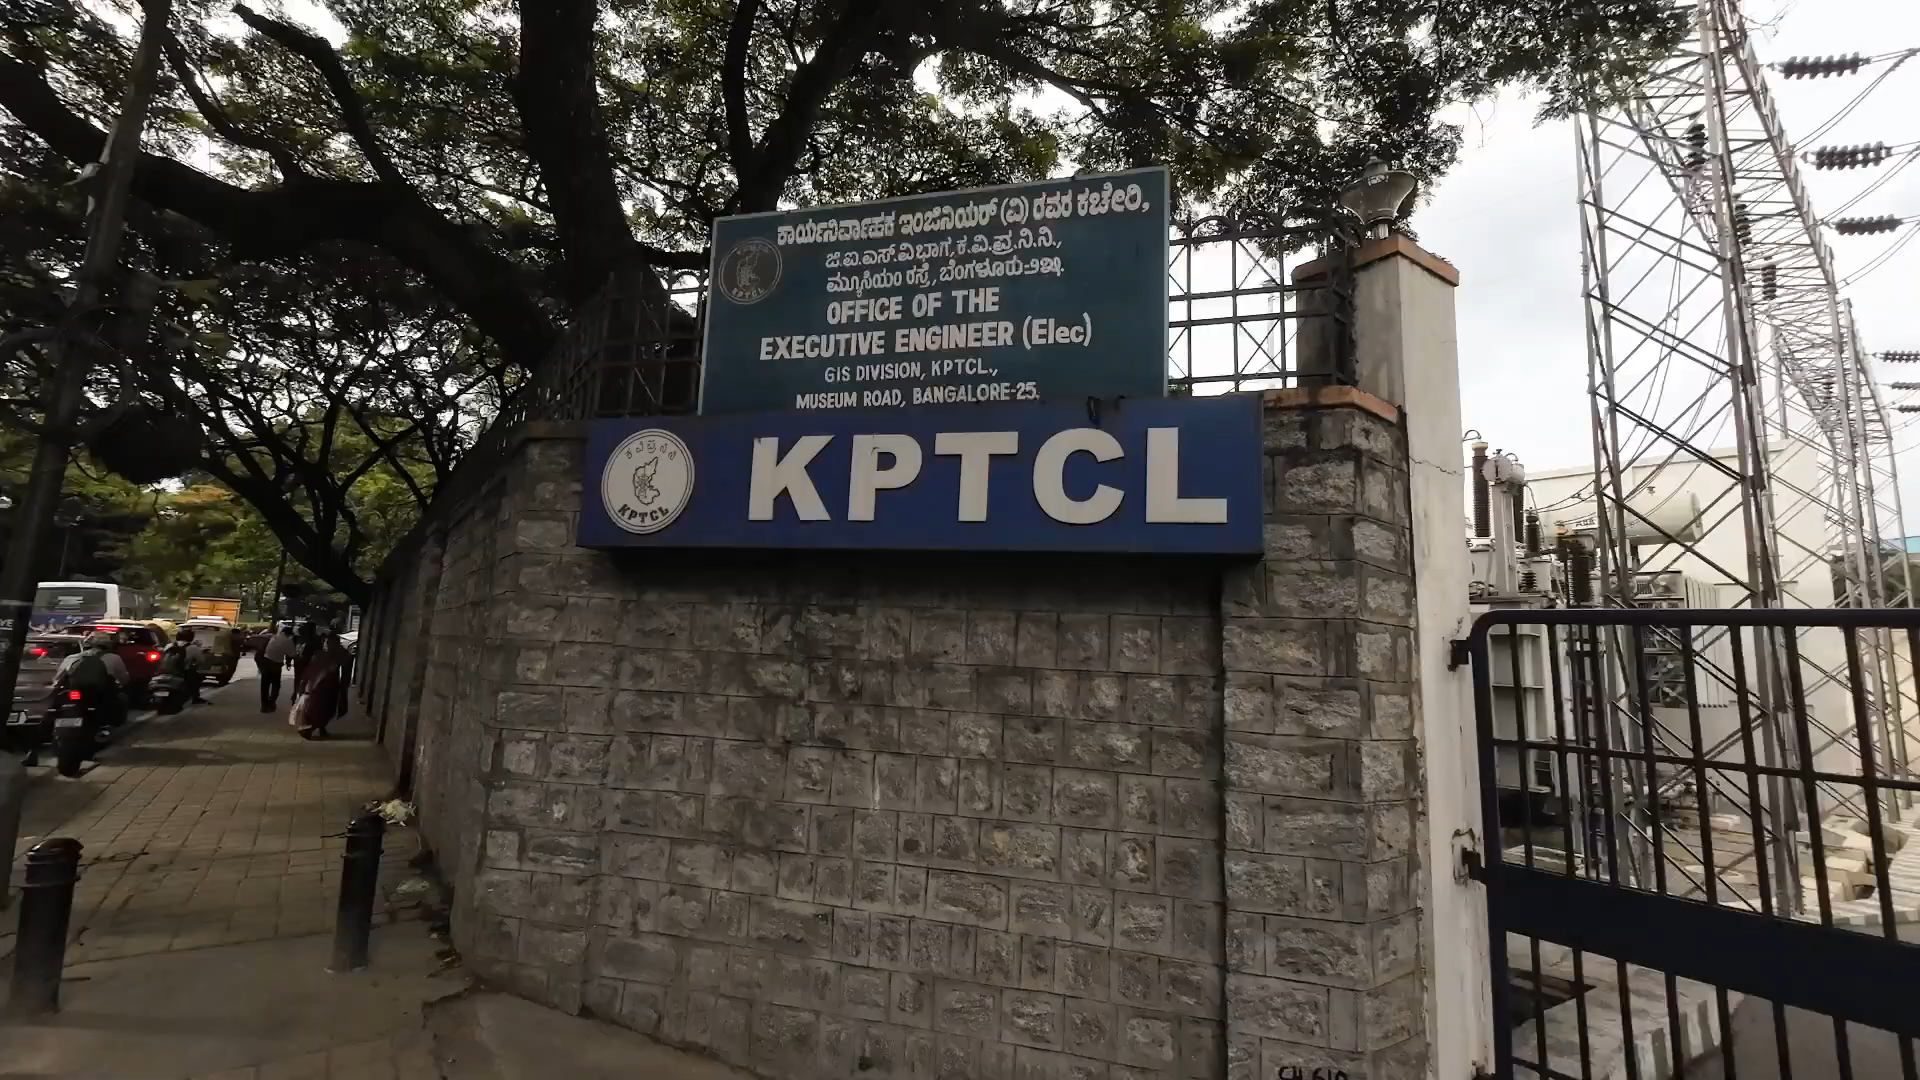 ಕಾರ್ಯನಿರ್ವಾಹಕ ಇಂಜಿನಿಯರ್ (ವಿ) ರವರ ಕಚೇರಿ,
ಜಿ.ಐ.ಎಸ್.ವಿಭಾಗ, ಕ.ವಿ.ಪ್ರ.ನಿ.ನಿ.,
ಮ್ಯೂಸಿಯಂ ರಸ್ತೆ, ಬೆಂಗಳೂರು-೨೫.
KPTCL
OFFICE OF THE
EXECUTIVE ENGINEER (Elec)
GIS DIVISION, KPTCL.,
MUSEUM ROAD, BANGALORE-25.
ಕ ವಿ ಪ್ರ ನಿ ನಿ
KPTCL
KPTCL